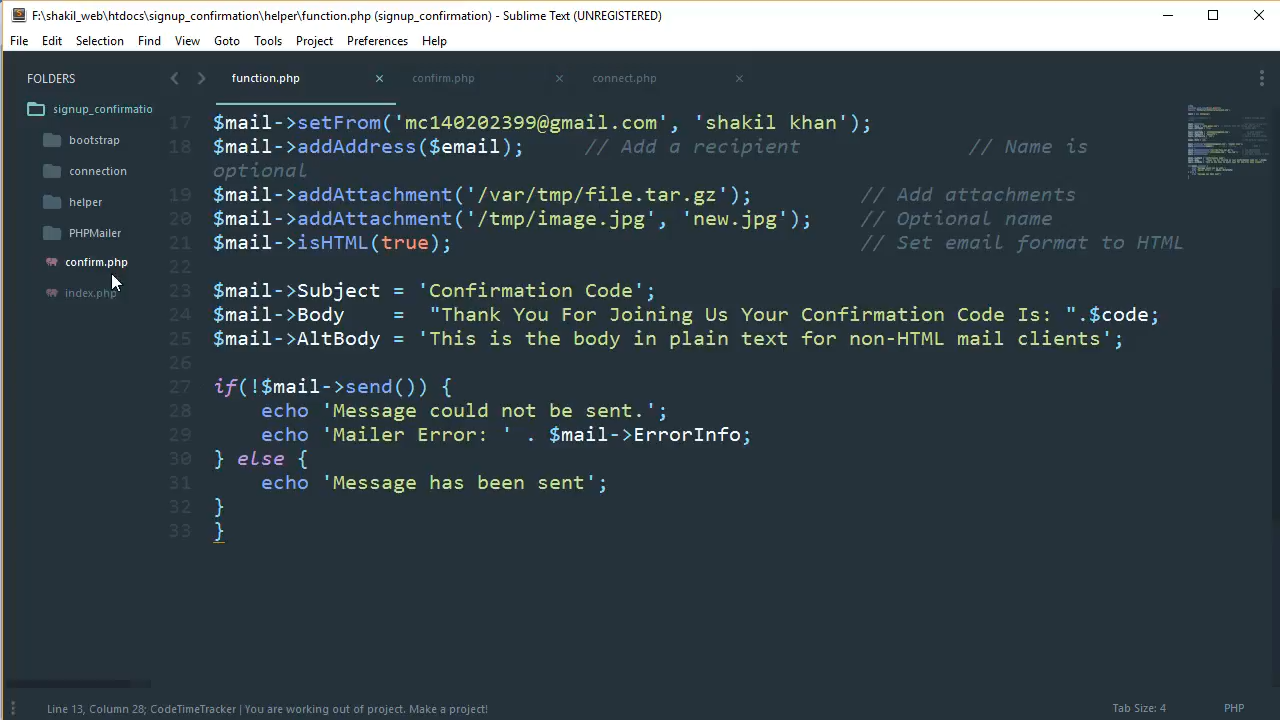 F:\shakil_web\htdocs\signup_confirmation\helper\function.php (signup_confirmation) - Sublime Text (UNREGISTERED)
File Edit Selection Find View Goto Tools Project Preferences Help
FOLDERS
signup_confirmatio
bootstrap
connection
helper
PHPMailer
confirm.php
index.php
function.php × confirm.php × connect.php ×
17 $mail->setFrom('mc140202399@gmail.com', 'shakil khan');
18 $mail->addAddress($email);     // Add a recipient              // Name is
optional
19 $mail->addAttachment('/var/tmp/file.tar.gz');         // Add attachments
20 $mail->addAttachment('/tmp/image.jpg', 'new.jpg');    // Optional name
21 $mail->isHTML(true);                                  // Set email format to HTML
22
23 $mail->Subject = 'Confirmation Code';
24 $mail->Body    =  "Thank You For Joining Us Your Confirmation Code Is: ".$code;
25 $mail->AltBody = 'This is the body in plain text for non-HTML mail clients';
26
27 if(!$mail->send()) {
28     echo 'Message could not be sent.';
29     echo 'Mailer Error: ' . $mail->ErrorInfo;
30 } else {
31     echo 'Message has been sent';
32 }
33 }
Line 13, Column 28; CodeTimeTracker | You are working out of project. Make a project!
Tab Size: 4
PHP